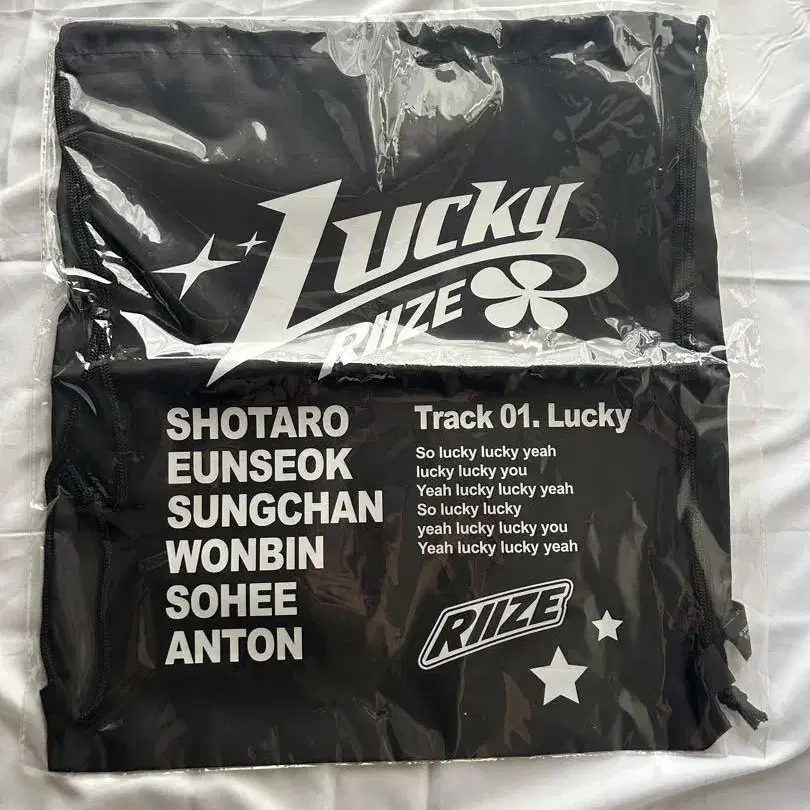 Lucky
RIIZE
SHOTARO
EUNSEOK
SUNGCHAN
WONBIN
SOHEE
ANTON
Track 01. Lucky
So lucky lucky yeah
lucky lucky you
Yeah lucky lucky yeah
So lucky lucky
yeah lucky lucky you
Yeah lucky lucky yeah
RIIZE